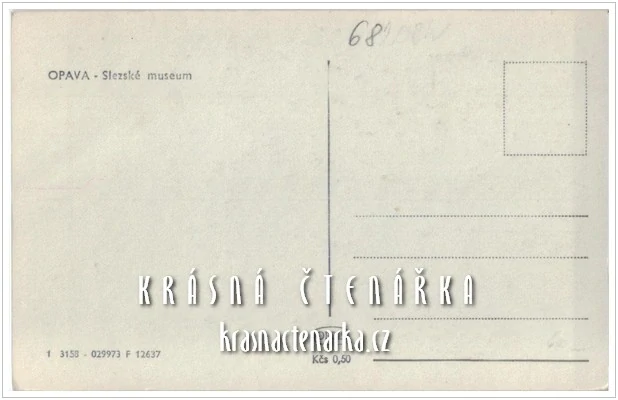 68
OPAVA - Slezské museum
KRÁSNÁ ČTENÁŘKA
krasnactenarka.cz
Kčs 0,50
1 3158 - 029973 F 12637